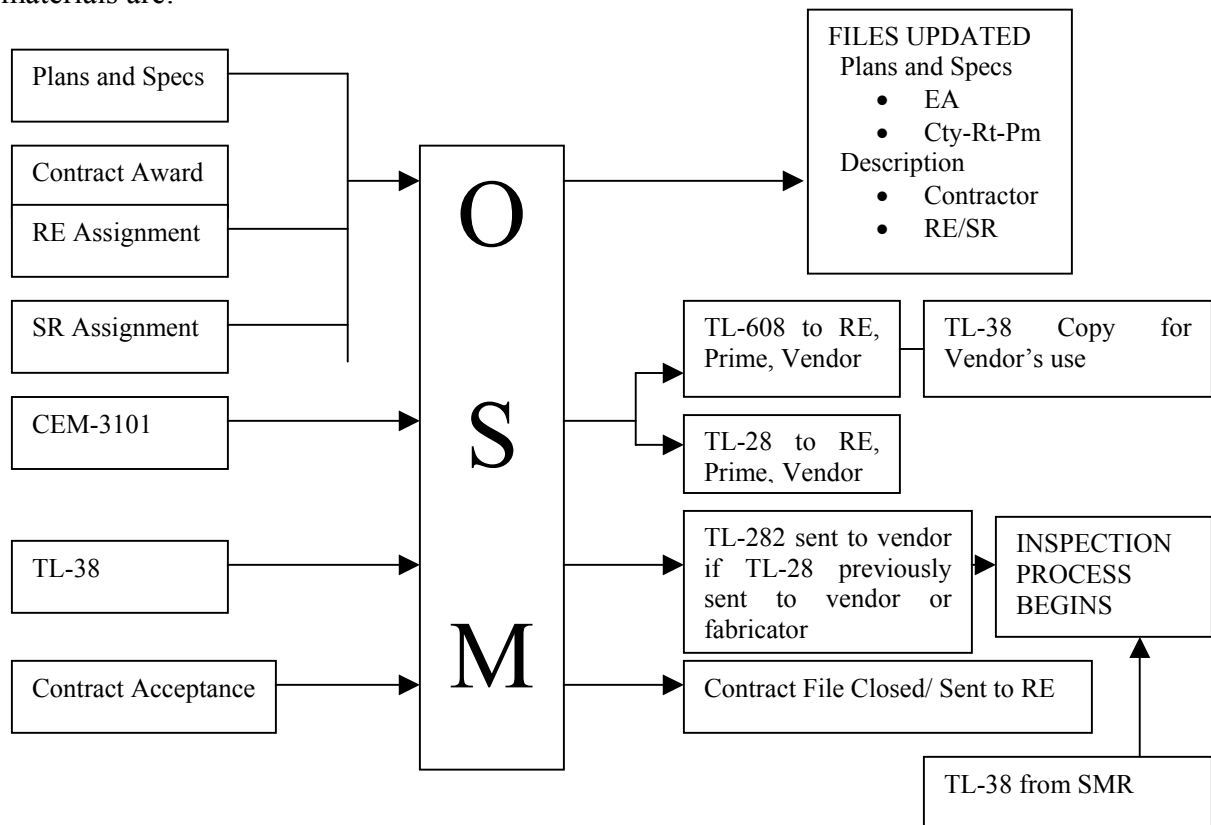 materials are:
Plans and Specs
Contract Award
RE Assignment
SR Assignment
CEM-3101
TL-38
Contract Acceptance
O
S
M
FILES UPDATED
Plans and Specs
• EA
• Cty-Rt-Pm
Description
• Contractor
• RE/SR
TL-608 to RE,
Prime, Vendor
TL-38 Copy for
Vendor’s use
TL-28 to RE,
Prime, Vendor
TL-282 sent to vendor
if TL-28 previously
sent to vendor or
fabricator
INSPECTION
PROCESS
BEGINS
Contract File Closed/ Sent to RE
TL-38 from SMR